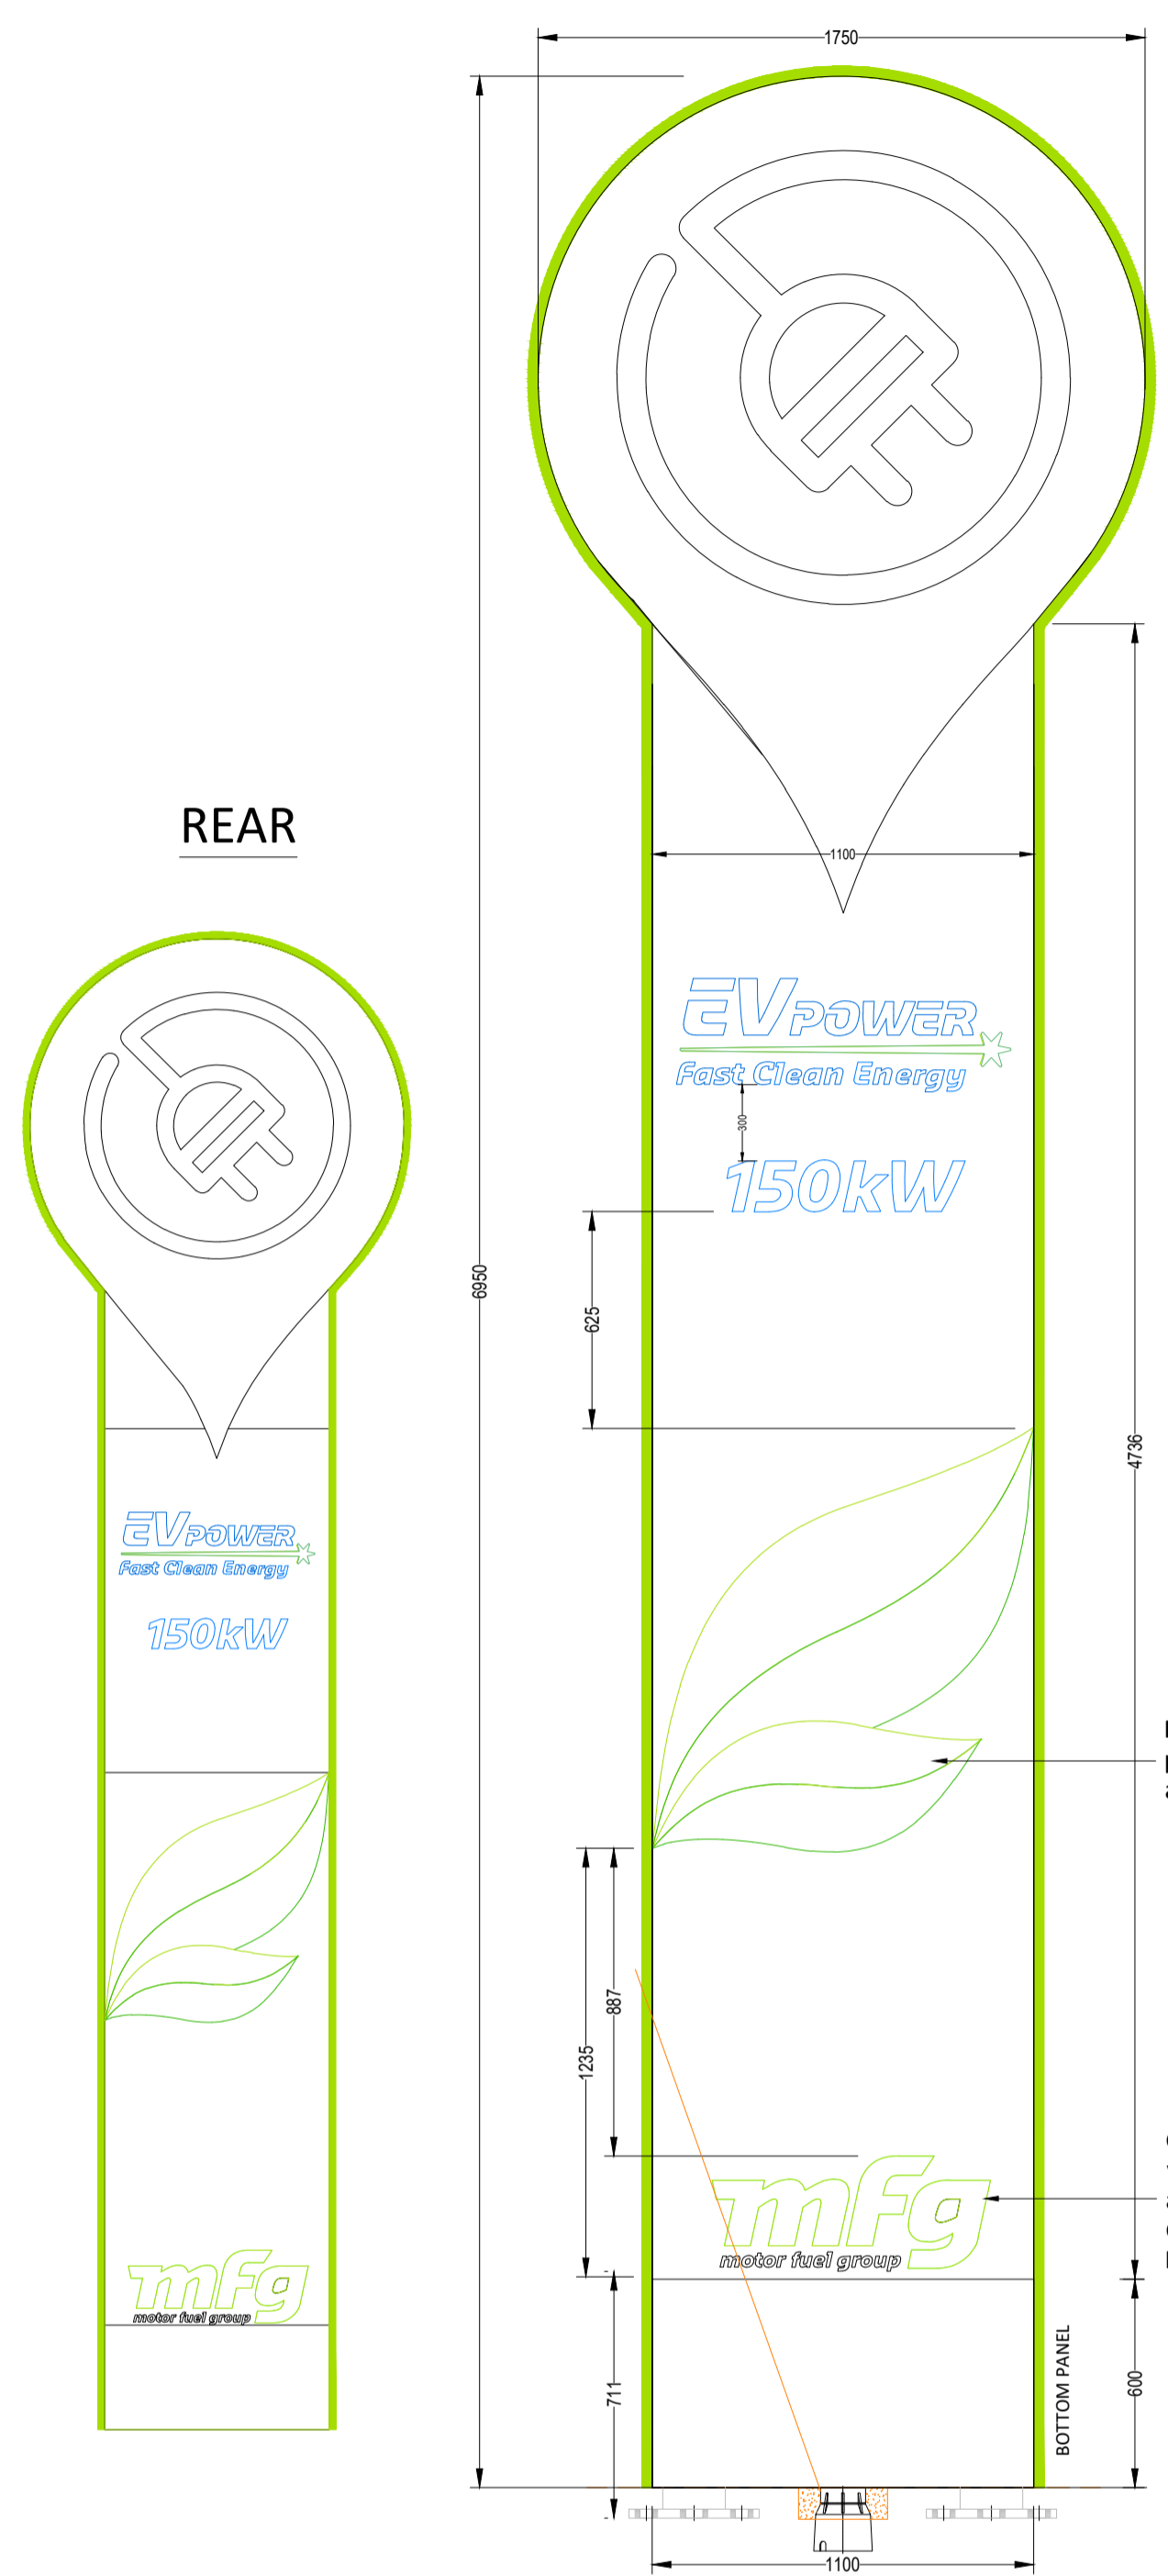 1750
REAR
1100
EVPOWER
Fast Clean Energy
300
150kW
6950
625
4736
EVPOWER
Fast Clean Energy
150kW
887
1235
mfg
motor fuel group
mfg
motor fuel group
711
BOTTOM PANEL
600
1100